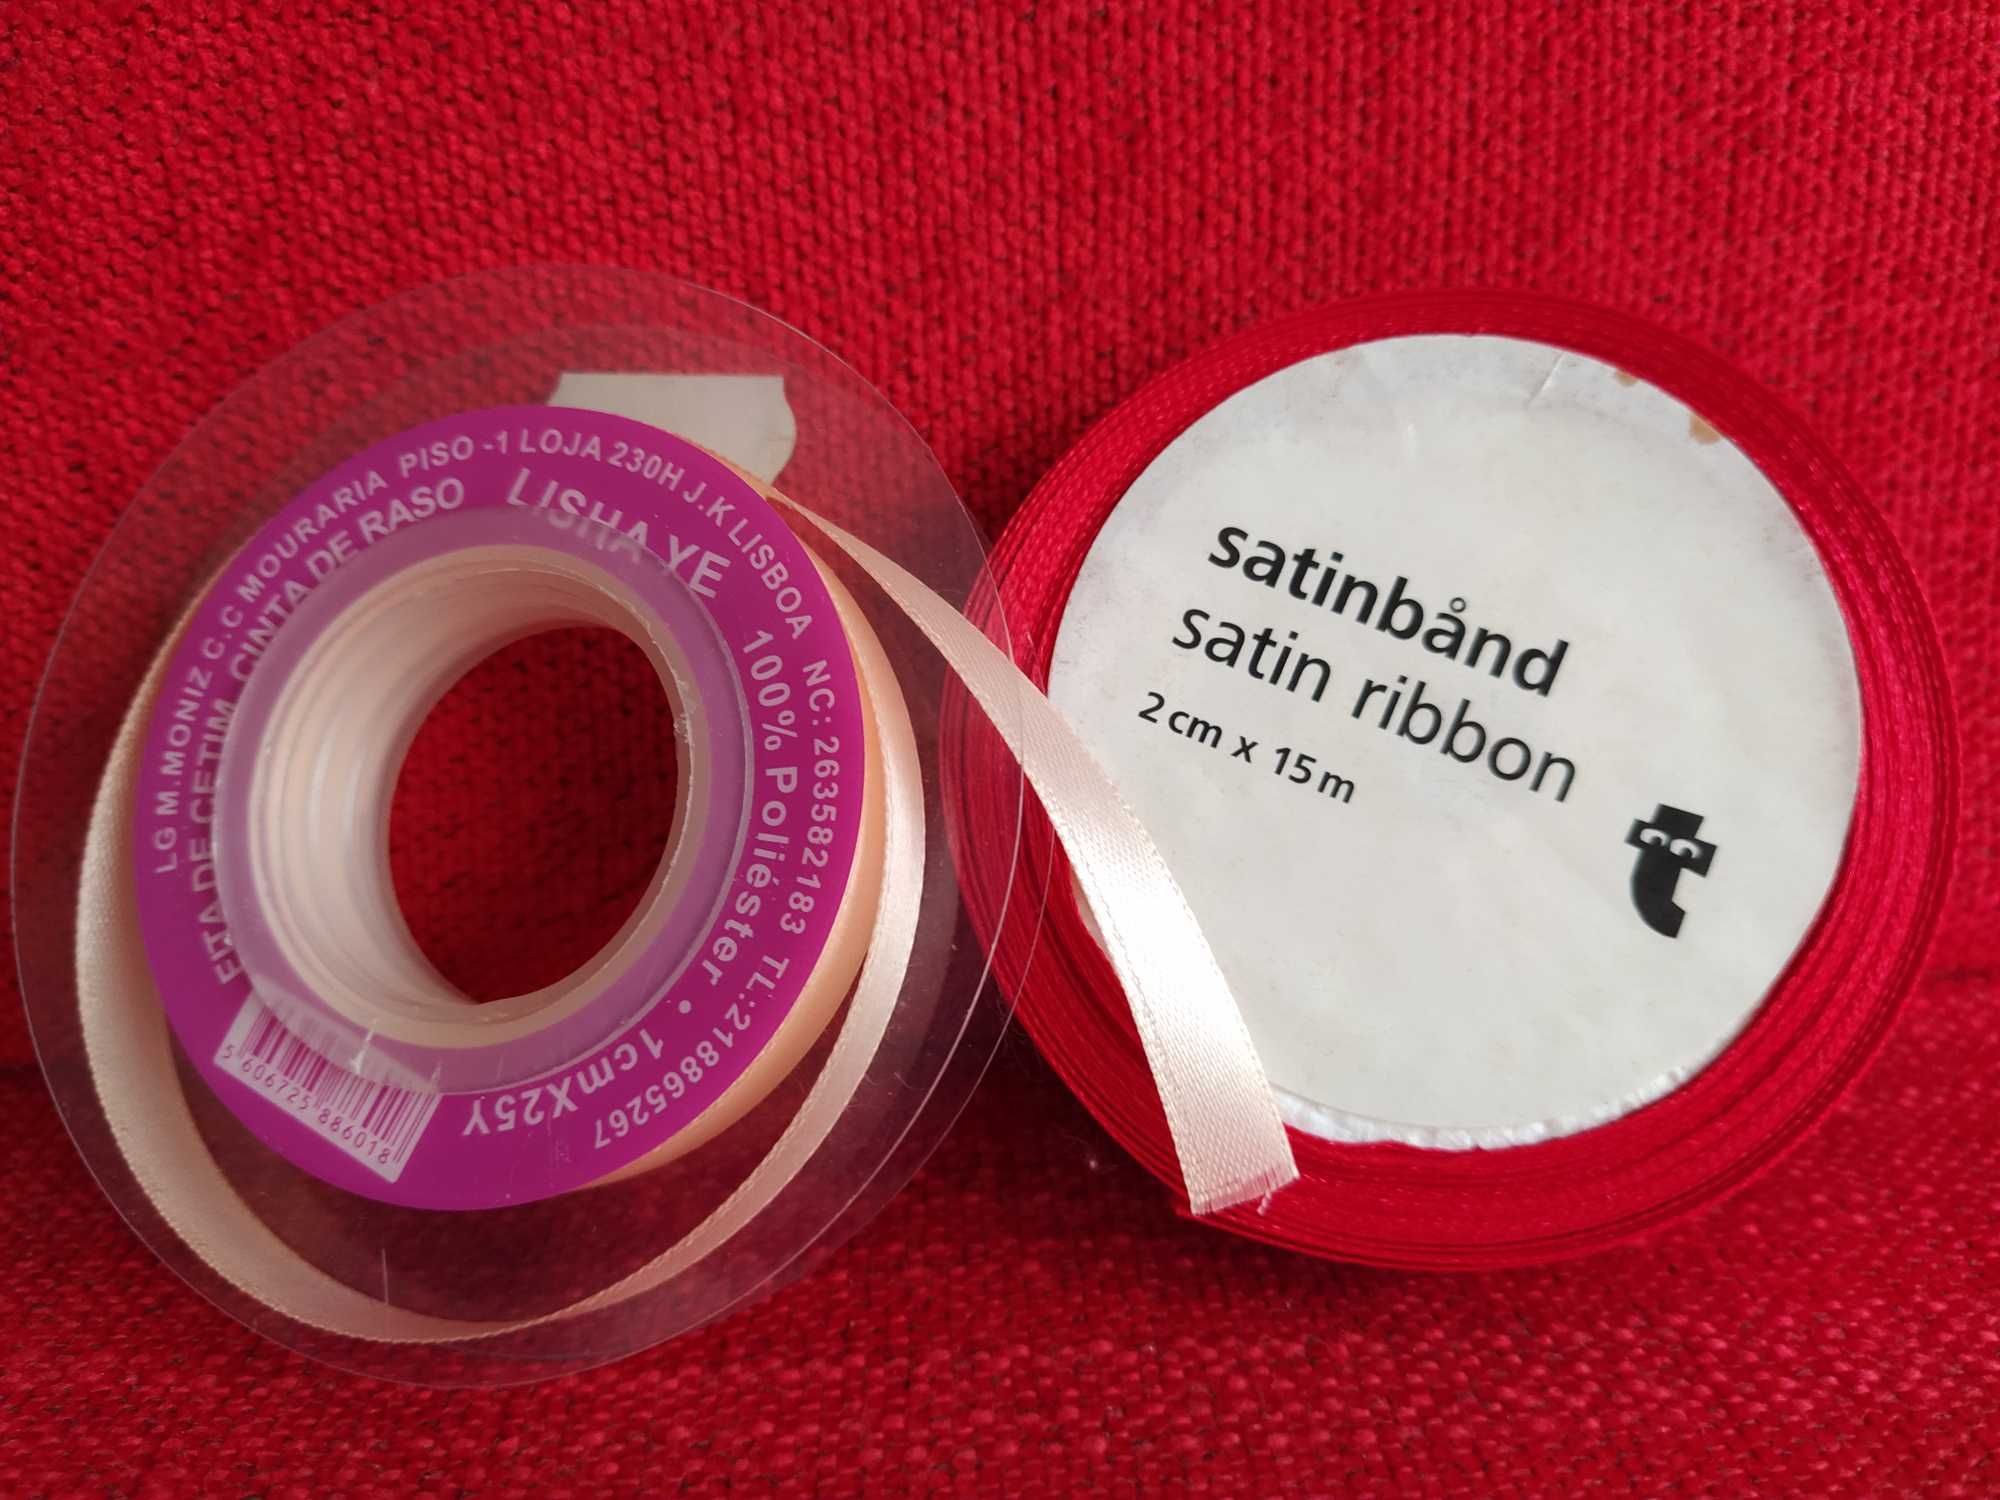 LG M.MONIZ C.C MOURARIA PISO -1 LOJA 230H J.K LISBOA NC: 263582183 TL:218865267
FITA DE CETIM CINTA DE RASO
LISHA YE
100% Poliéster • 1cmX25Y
5 606725 886018
satinbånd
satin ribbon
2 cm x 15 m
t